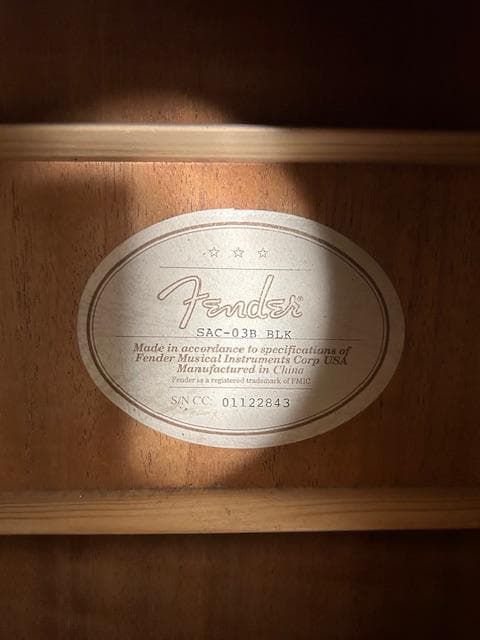 Fender®
SAC-03B BLK
Made in accordance to specifications of
Fender Musical Instruments Corp USA
Manufactured in China
Fender is a registered trademark of FMIC
S/N CC 01122843